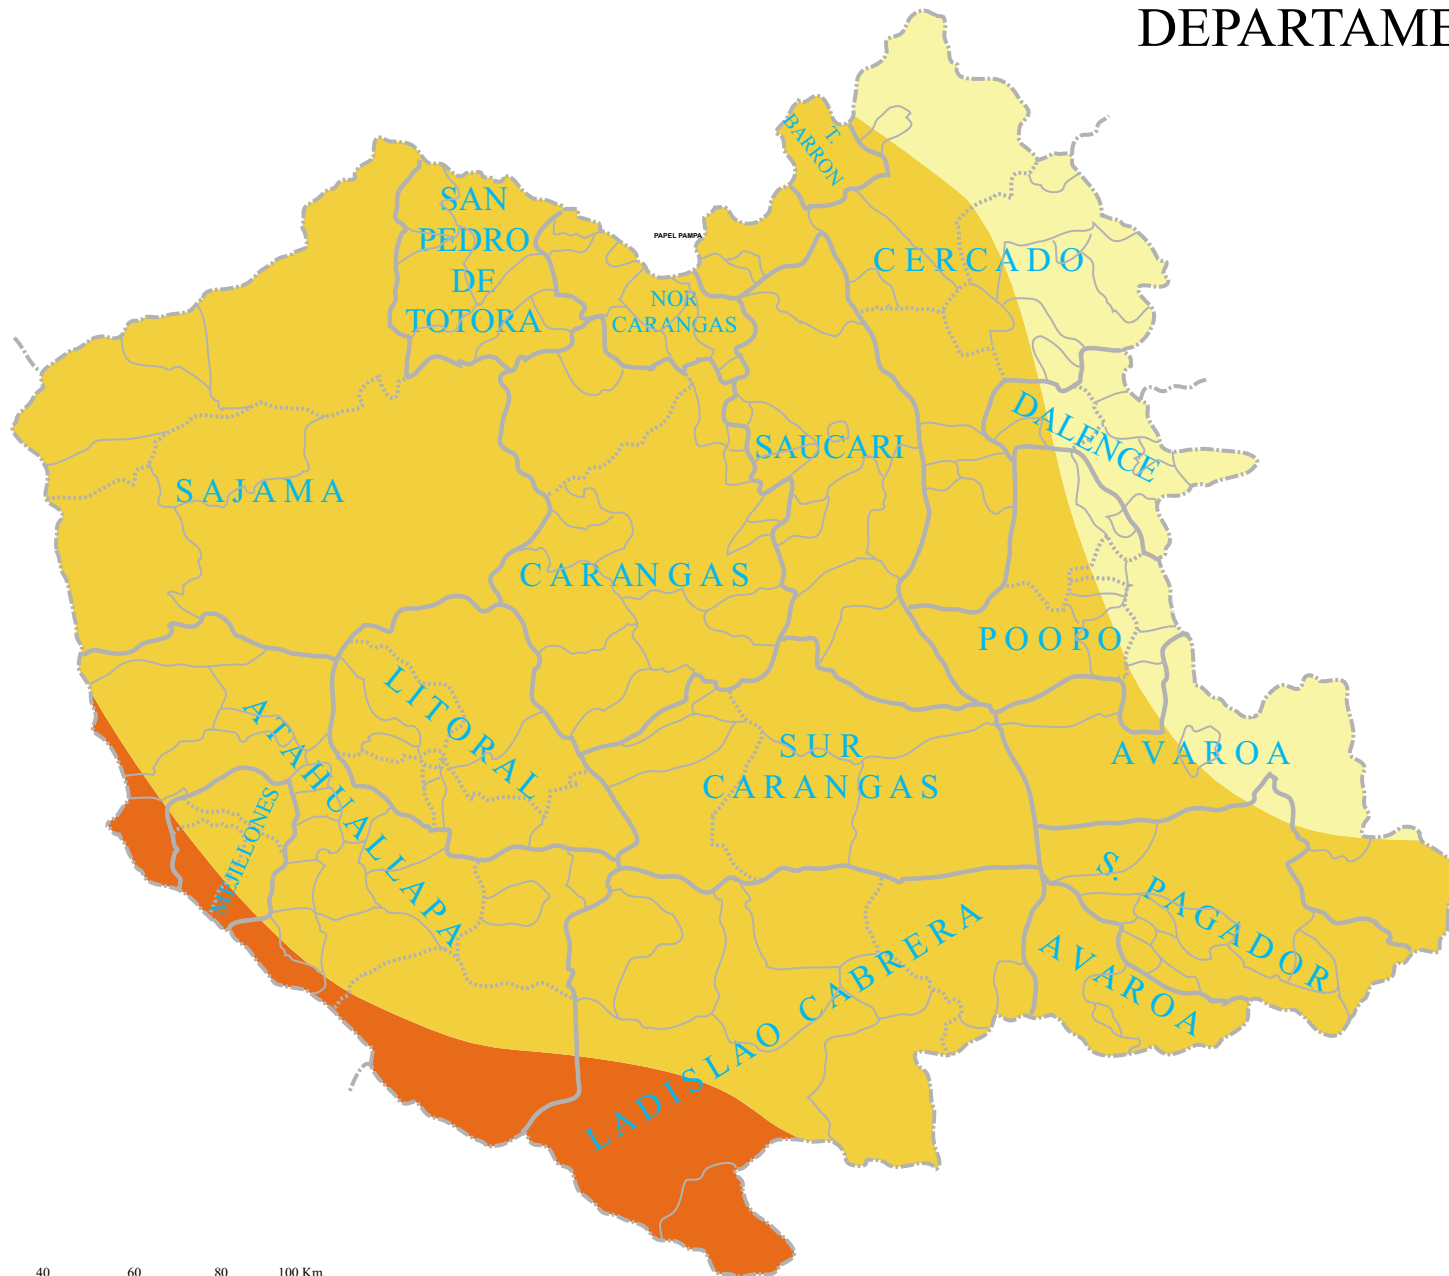 DEPARTAME
T.
BARRON
SAN
PEDRO
DE
TOTORA
PAPEL PAMPA
CERCADO
NOR
CARANGAS
DALENCE
SAUCARI
SAJAMA
CARANGAS
POOPO
LITORAL
ATAHUALLAPA
SUR
CARANGAS
AVAROA
MEJILLONES
S. PAGADOR
LADISLAO CABRERA
AVAROA
40 60 80 100 Km.